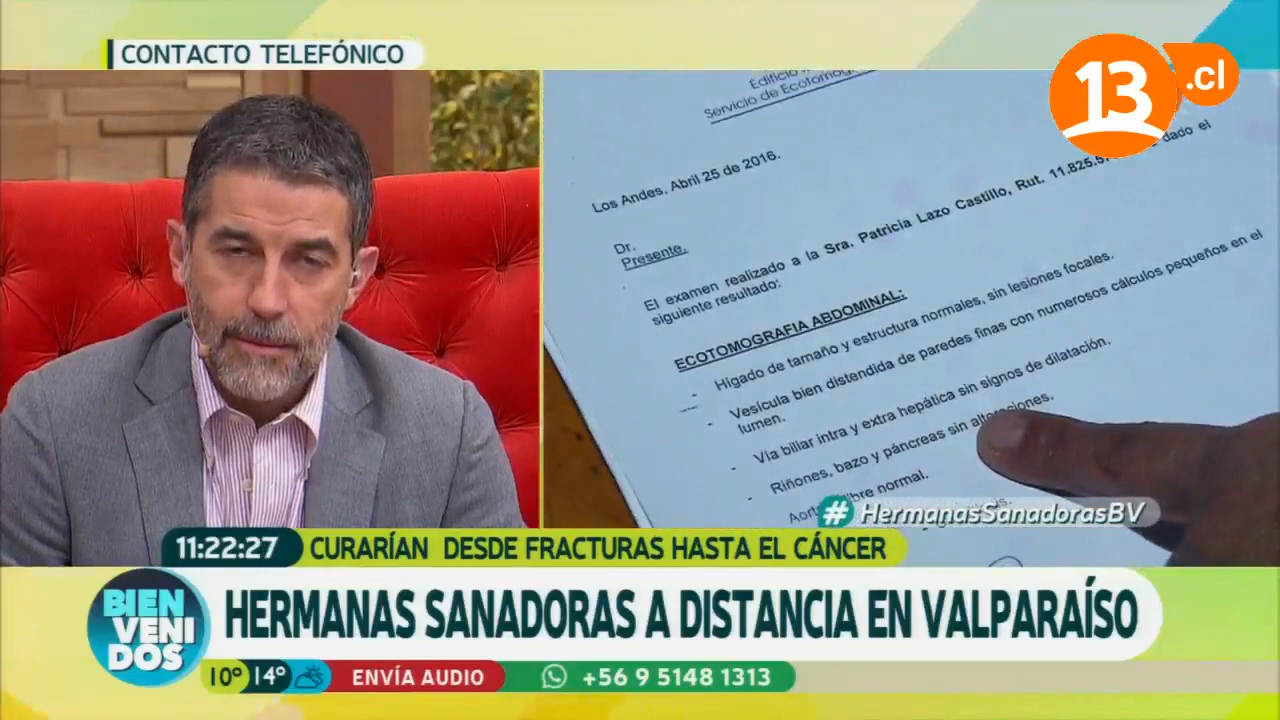 CONTACTO TELEFÓNICO
13.cl
Edificio
Servicio de
Los Andes, Abril 25 de 2016.
Dr.
Presente.
El examen realizado a la Sra. Patricia Lazo Castillo, Rut. 11.825.5 dado el
siguiente resultado:
ECOTOMOGRAFIA ABDOMINAL:
- Hígado de tamaño y estructura normales, sin lesiones focales.
- Vesícula bien distendida de paredes finas con numerosos cálculos pequeños en el
lumen.
- Vía biliar intra y extra hepática sin signos de dilatación.
- Riñones, bazo y páncreas sin alteraciones.
normal.
#HermanasSanadorasBV
11:22:27 CURARÍAN DESDE FRACTURAS HASTA EL CÁNCER
BIEN
VENI
DOS
HERMANAS SANADORAS A DISTANCIA EN VALPARAÍSO
10° 14° ENVÍA AUDIO +56 9 5148 1313